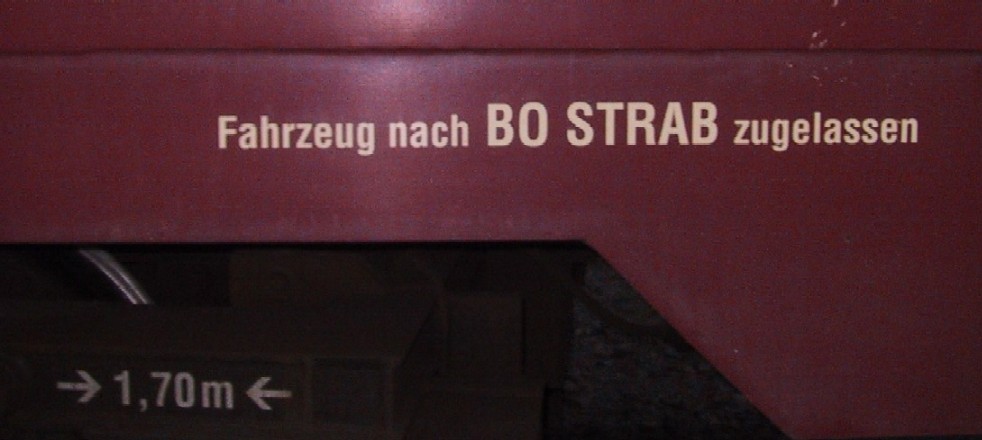 Fahrzeug nach BO STRAB zugelassen
→ 1,70m ←